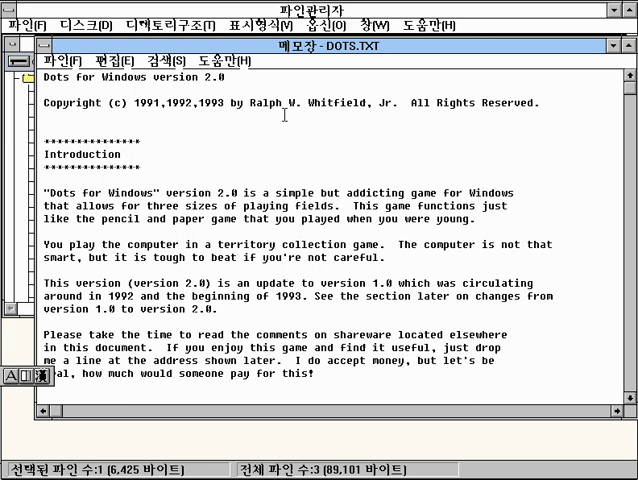 파일관리자
파일(F) 디스크(D) 디렉토리구조(T) 표시형식(V) 옵션(O) 창(W) 도움말(H)
메모장 - DOTS.TXT
파일(F) 편집(E) 검색(S) 도움말(H)
Dots for Windows version 2.0
Copyright (c) 1991,1992,1993 by Ralph W. Whitfield, Jr.  All Rights Reserved.
***************
Introduction
***************
"Dots for Windows" version 2.0 is a simple but addicting game for Windows
that allows for three sizes of playing fields.  This game functions just
like the pencil and paper game that you played when you were young.
You play the computer in a territory collection game.  The computer is not that
smart, but it is tough to beat if you're not careful.
This version (version 2.0) is an update to version 1.0 which was circulating
around in 1992 and the beginning of 1993. See the section later on changes from
version 1.0 to version 2.0.
Please take the time to read the comments on shareware located elsewhere
in this document.  If you enjoy this game and find it useful, just drop
me a line at the address shown later.  I do accept money, but let's be
al, how much would someone pay for this!
A 漢
선택된 파일 수:1 (6,425 바이트) 전체 파일 수:3 (89,101 바이트)